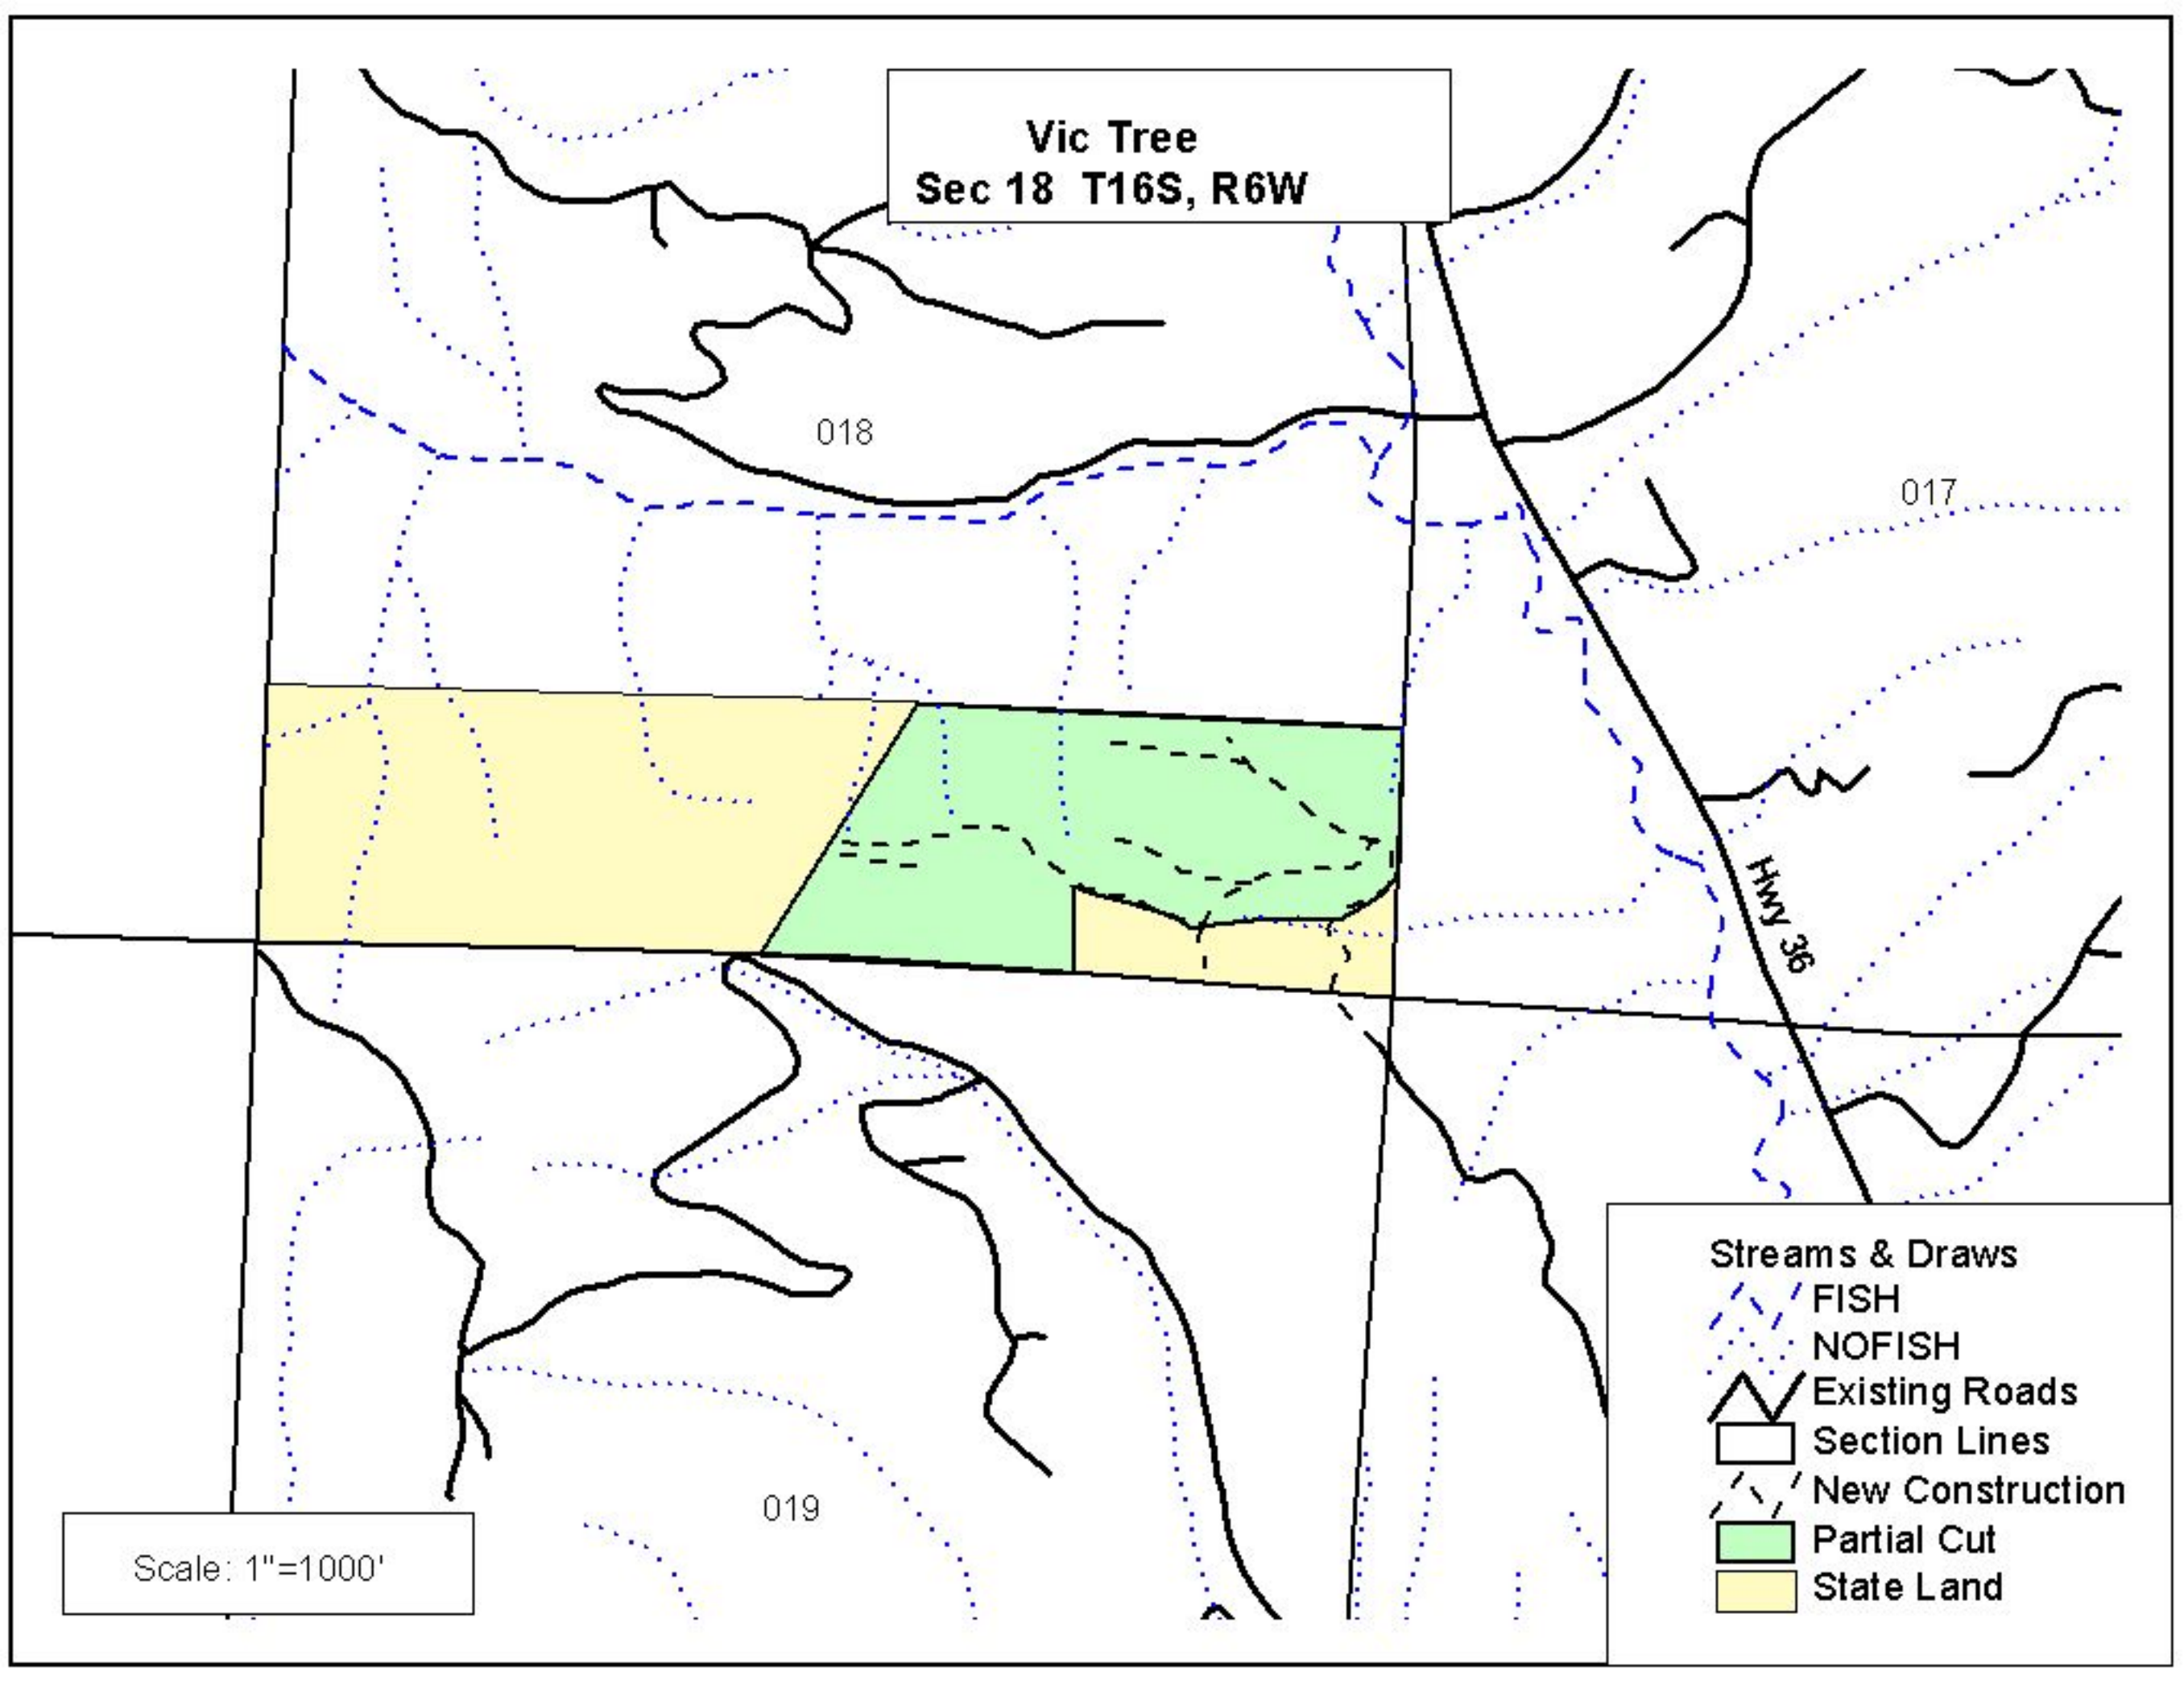 Vic Tree
Sec 18 T16S, R6W
018
017
Hwy 36
019
Scale: 1"=1000'
Streams & Draws
FISH
NOFISH
Existing Roads
Section Lines
New Construction
Partial Cut
State Land